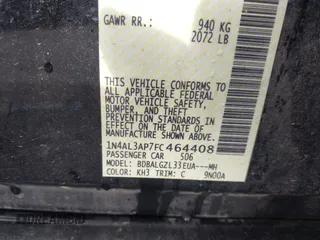 GAWR RR.: 940 KG
2072 LB
THIS VEHICLE CONFORMS TO ALL
APPLICABLE FEDERAL
MOTOR VEHICLE SAFETY, BUMPER,
AND THEFT PREVENTION STANDARDS
IN EFFECT ON THE DATE OF
MANUFACTURE SHOWN ABOVE.
1N4AL3AP7FC464408
PASSENGER CAR 506
MODEL: BDBALGZL33EUA---MH
COLOR: KH3 TRIM: C 9N00A